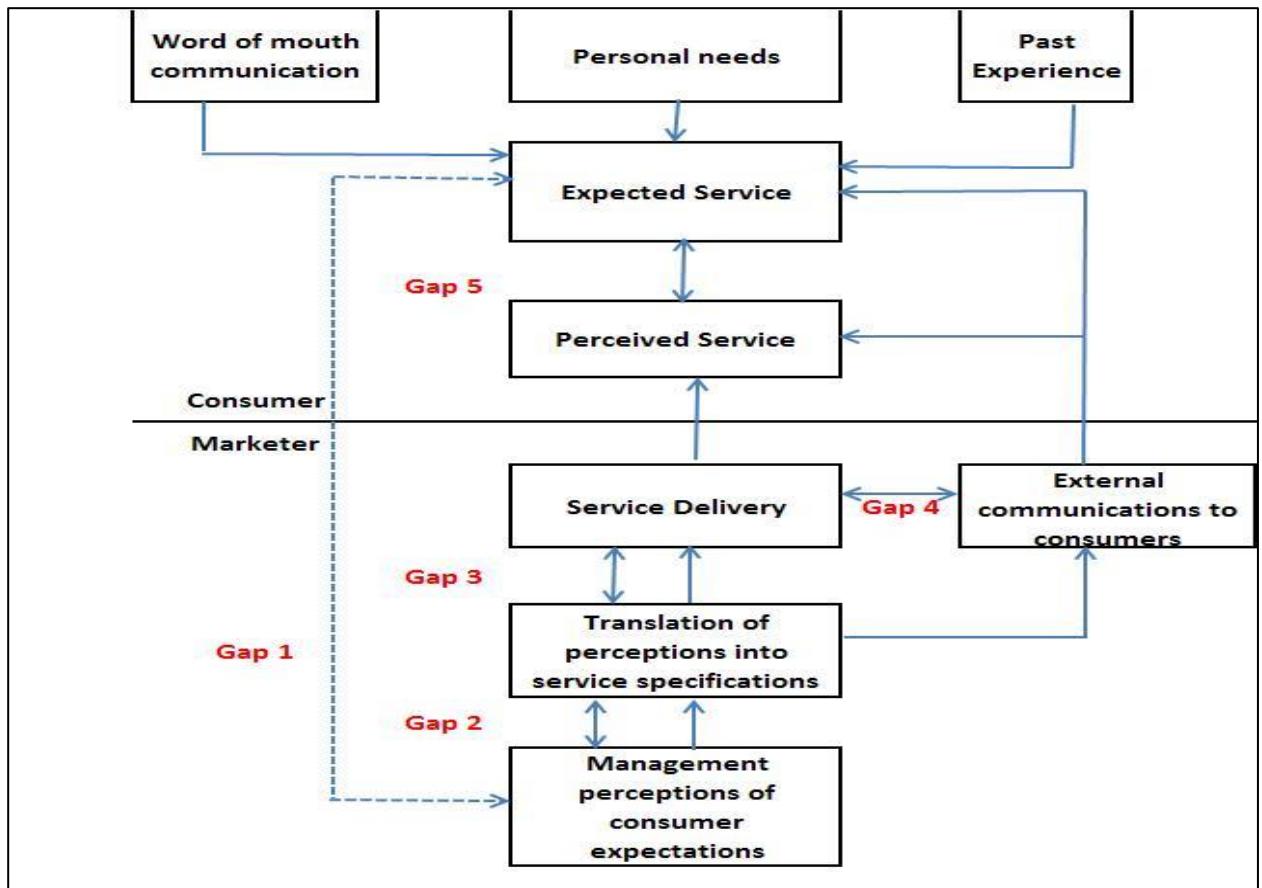 Word of mouth
communication
Personal needs
Past
Experience
Expected Service
Gap 5
Perceived Service
Consumer
Marketer
Service Delivery
Gap 4
External
communications to
consumers
Gap 3
Translation of
perceptions into
service specifications
Gap 1
Gap 2
Management
perceptions of
consumer
expectations